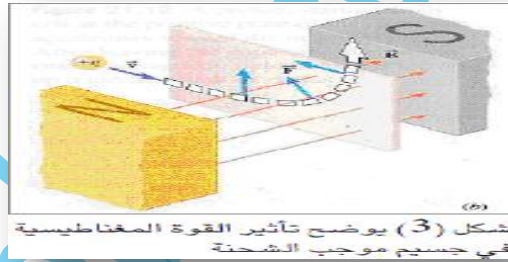 S
+q
v
F
B
N
(b)
شكل (3) يوضح تأثير القوة المغناطيسية
في جسيم موجب الشحنة